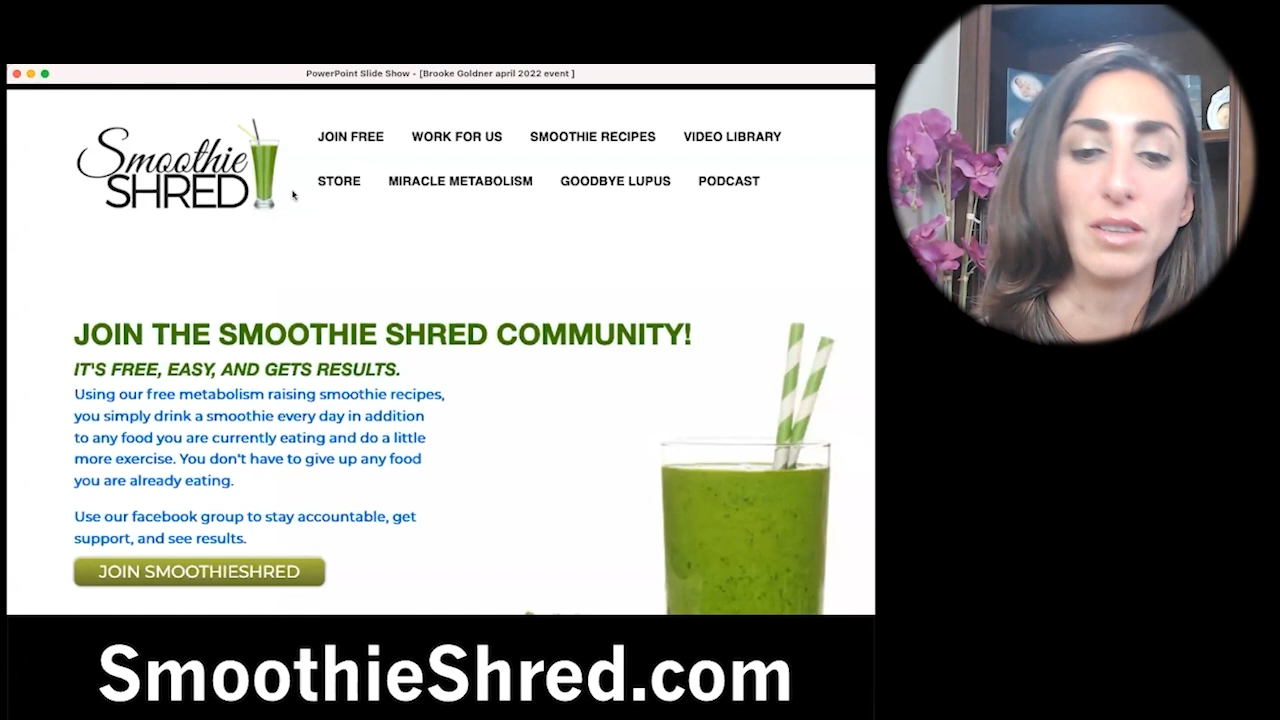 PowerPoint Slide Show - [Brooke Goldner april 2022 event ]
Smoothie
SHRED
JOIN FREE WORK FOR US SMOOTHIE RECIPES VIDEO LIBRARY
STORE MIRACLE METABOLISM GOODBYE LUPUS PODCAST
JOIN THE SMOOTHIE SHRED COMMUNITY!
IT'S FREE, EASY, AND GETS RESULTS.
Using our free metabolism raising smoothie recipes,
you simply drink a smoothie every day in addition
to any food you are currently eating and do a little
more exercise. You don't have to give up any food
you are already eating.
Use our facebook group to stay accountable, get
support, and see results.
JOIN SMOOTHIESHRED
SmoothieShred.com